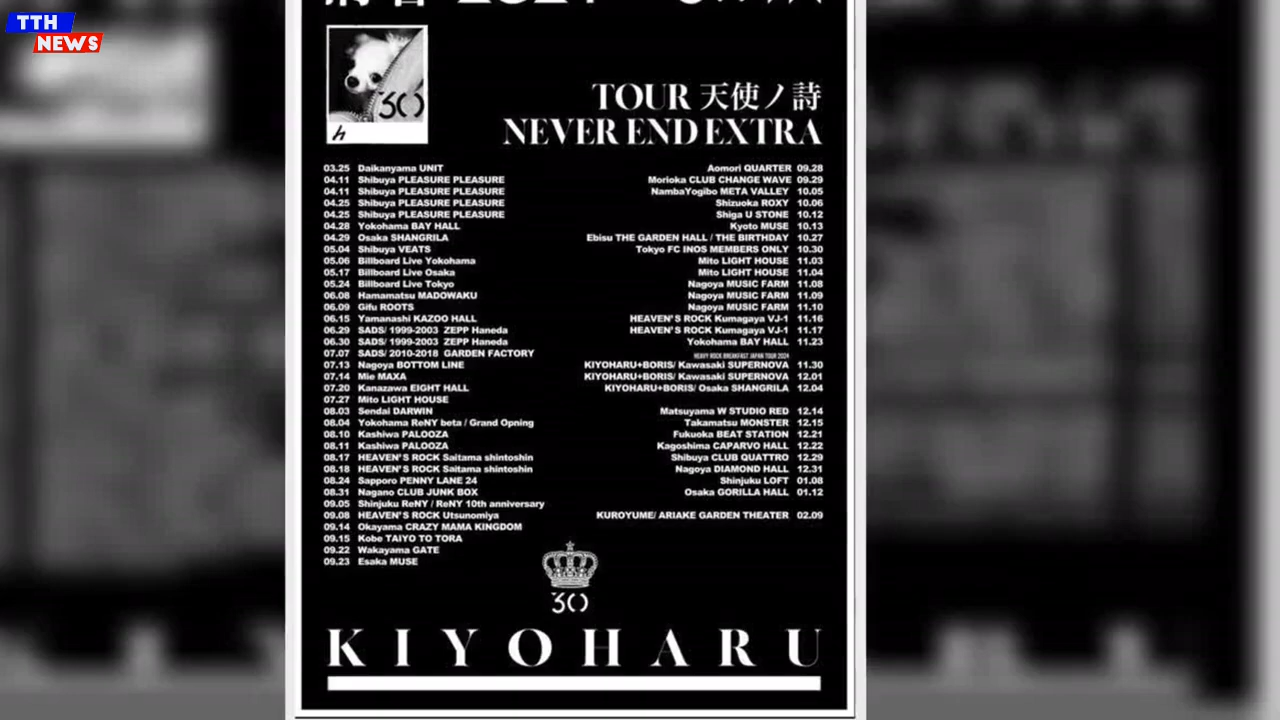 TTH
NEWS
30
h
TOUR 天使ノ詩
NEVER END EXTRA
03.25 Daikanyama UNIT
04.11 Shibuya PLEASURE PLEASURE
04.11 Shibuya PLEASURE PLEASURE
04.25 Shibuya PLEASURE PLEASURE
04.25 Shibuya PLEASURE PLEASURE
04.28 Yokohama BAY HALL
04.29 Osaka SHANGRILA
05.04 Shibuya VEATS
05.06 Billboard Live Yokohama
05.17 Billboard Live Osaka
05.24 Billboard Live Tokyo
06.08 Hamamatsu MADOWAKU
06.09 Gifu ROOTS
06.15 Yamanashi KAZOO HALL
06.29 SADS/ 1999-2003 ZEPP Haneda
06.30 SADS/ 1999-2003 ZEPP Haneda
07.07 SADS/ 2010-2018 GARDEN FACTORY
07.13 Nagoya BOTTOM LINE
07.14 Mie MAXA
07.20 Kanazawa EIGHT HALL
07.27 Mito LIGHT HOUSE
08.03 Sendai DARWIN
08.04 Yokohama ReNY beta / Grand Opning
08.10 Kashiwa PALOOZA
08.11 Kashiwa PALOOZA
08.17 HEAVEN'S ROCK Saitama shintoshin
08.18 HEAVEN'S ROCK Saitama shintoshin
08.24 Sapporo PENNY LANE 24
08.31 Nagano CLUB JUNK BOX
09.05 Shinjuku ReNY / ReNY 10th anniversary
09.08 HEAVEN'S ROCK Utsunomiya
09.14 Okayama CRAZY MAMA KINGDOM
09.15 Kobe TAIYO TO TORA
09.22 Wakayama GATE
09.23 Esaka MUSE
Aomori QUARTER 09.28
Morioka CLUB CHANGE WAVE 09.29
NambaYogibo META VALLEY 10.05
Shizuoka ROXY 10.06
Shiga U STONE 10.12
Kyoto MUSE 10.13
Ebisu THE GARDEN HALL / THE BIRTHDAY 10.27
Tokyo FC INOS MEMBERS ONLY 10.30
Mito LIGHT HOUSE 11.03
Mito LIGHT HOUSE 11.04
Nagoya MUSIC FARM 11.08
Nagoya MUSIC FARM 11.09
Nagoya MUSIC FARM 11.10
HEAVEN'S ROCK Kumagaya VJ-1 11.16
HEAVEN'S ROCK Kumagaya VJ-1 11.17
Yokohama BAY HALL 11.23
HEAVY ROCK BREAKFAST JAPAN TOUR 2024
KIYOHARU+BORIS/ Kawasaki SUPERNOVA 11.30
KIYOHARU+BORIS/ Kawasaki SUPERNOVA 12.01
KIYOHARU+BORIS/ Osaka SHANGRILA 12.04
Matsuyama W STUDIO RED 12.14
Takamatsu MONSTER 12.15
Fukuoka BEAT STATION 12.21
Kagoshima CAPARVO HALL 12.22
Shibuya CLUB QUATTRO 12.29
Nagoya DIAMOND HALL 12.31
Shinjuku LOFT 01.08
Osaka GORILLA HALL 01.12
KUROYUME/ ARIAKE GARDEN THEATER 02.09
30
KIYOHARU